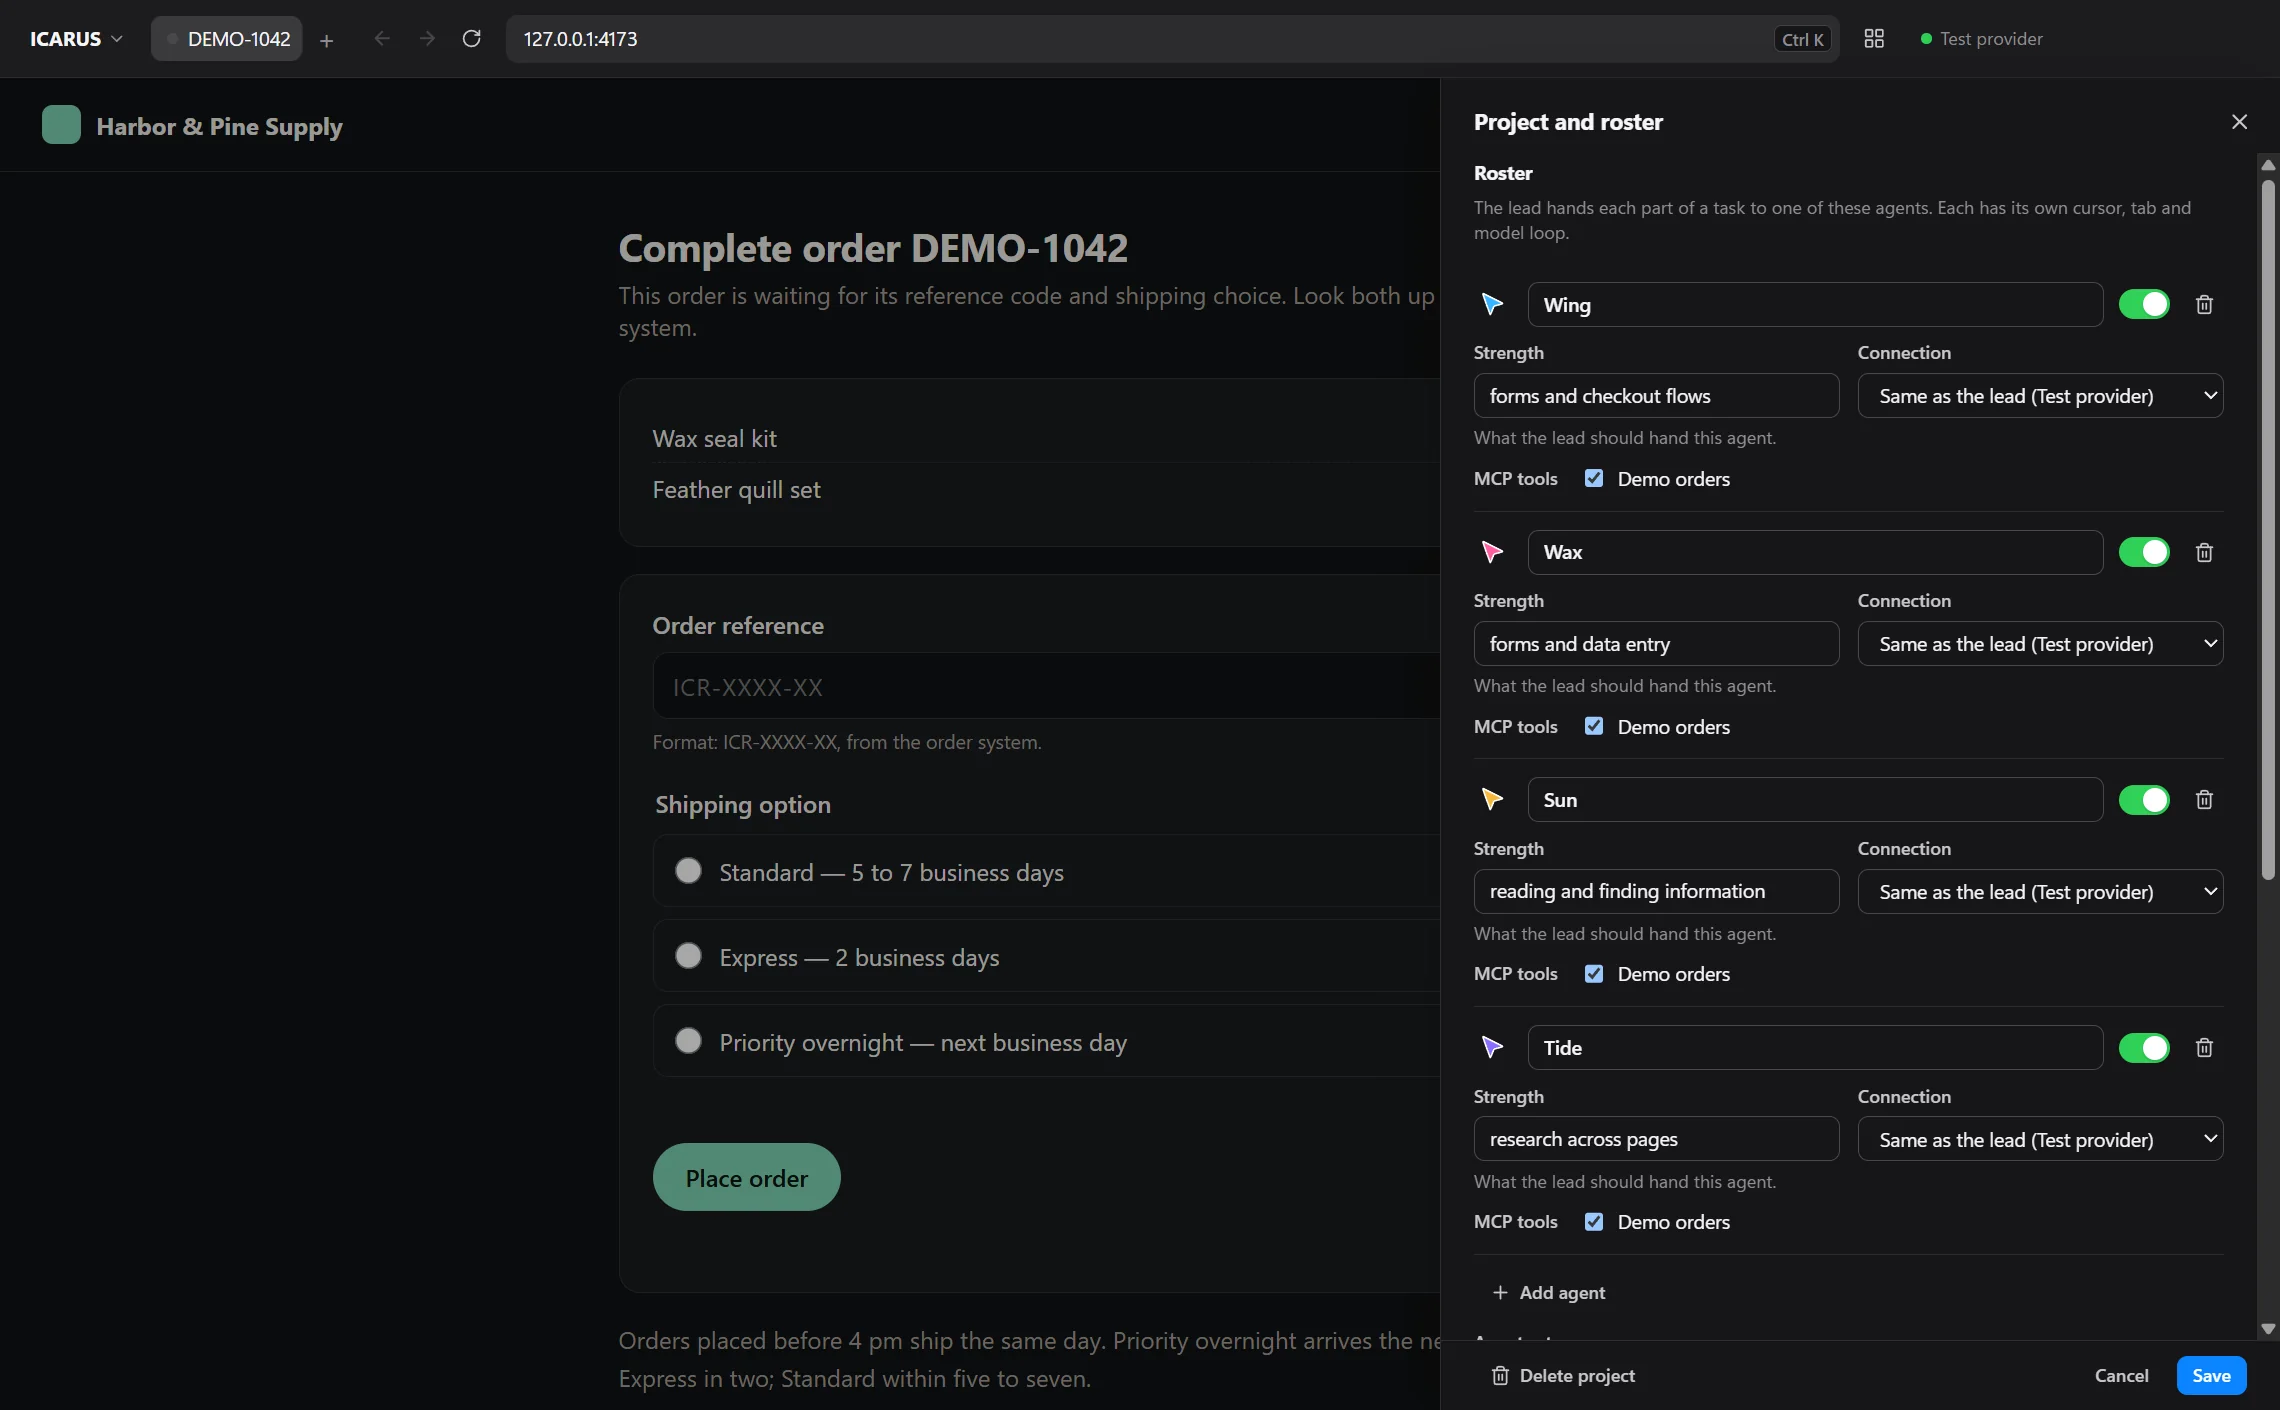 ICARUS
DEMO-1042
127.0.0.1:4173
Ctrl K
Test provider
Harbor & Pine Supply
Complete order DEMO-1042
This order is waiting for its reference code and shipping choice. Look both up
system.
Wax seal kit
Feather quill set
Order reference
ICR-XXXX-XX
Format: ICR-XXXX-XX, from the order system.
Shipping option
Standard — 5 to 7 business days
Express — 2 business days
Priority overnight — next business day
Place order
Orders placed before 4 pm ship the same day. Priority overnight arrives the
Express in two; Standard within five to seven.
Project and roster
Roster
The lead hands each part of a task to one of these agents. Each has its own cursor, tab and
model loop.
Wing
Strength
Connection
forms and checkout flows
Same as the lead (Test provider)
What the lead should hand this agent.
MCP tools
Demo orders
Wax
Strength
Connection
forms and data entry
Same as the lead (Test provider)
What the lead should hand this agent.
MCP tools
Demo orders
Sun
Strength
Connection
reading and finding information
Same as the lead (Test provider)
What the lead should hand this agent.
MCP tools
Demo orders
Tide
Strength
Connection
research across pages
Same as the lead (Test provider)
What the lead should hand this agent.
MCP tools
Demo orders
Add agent
Delete project
Cancel
Save